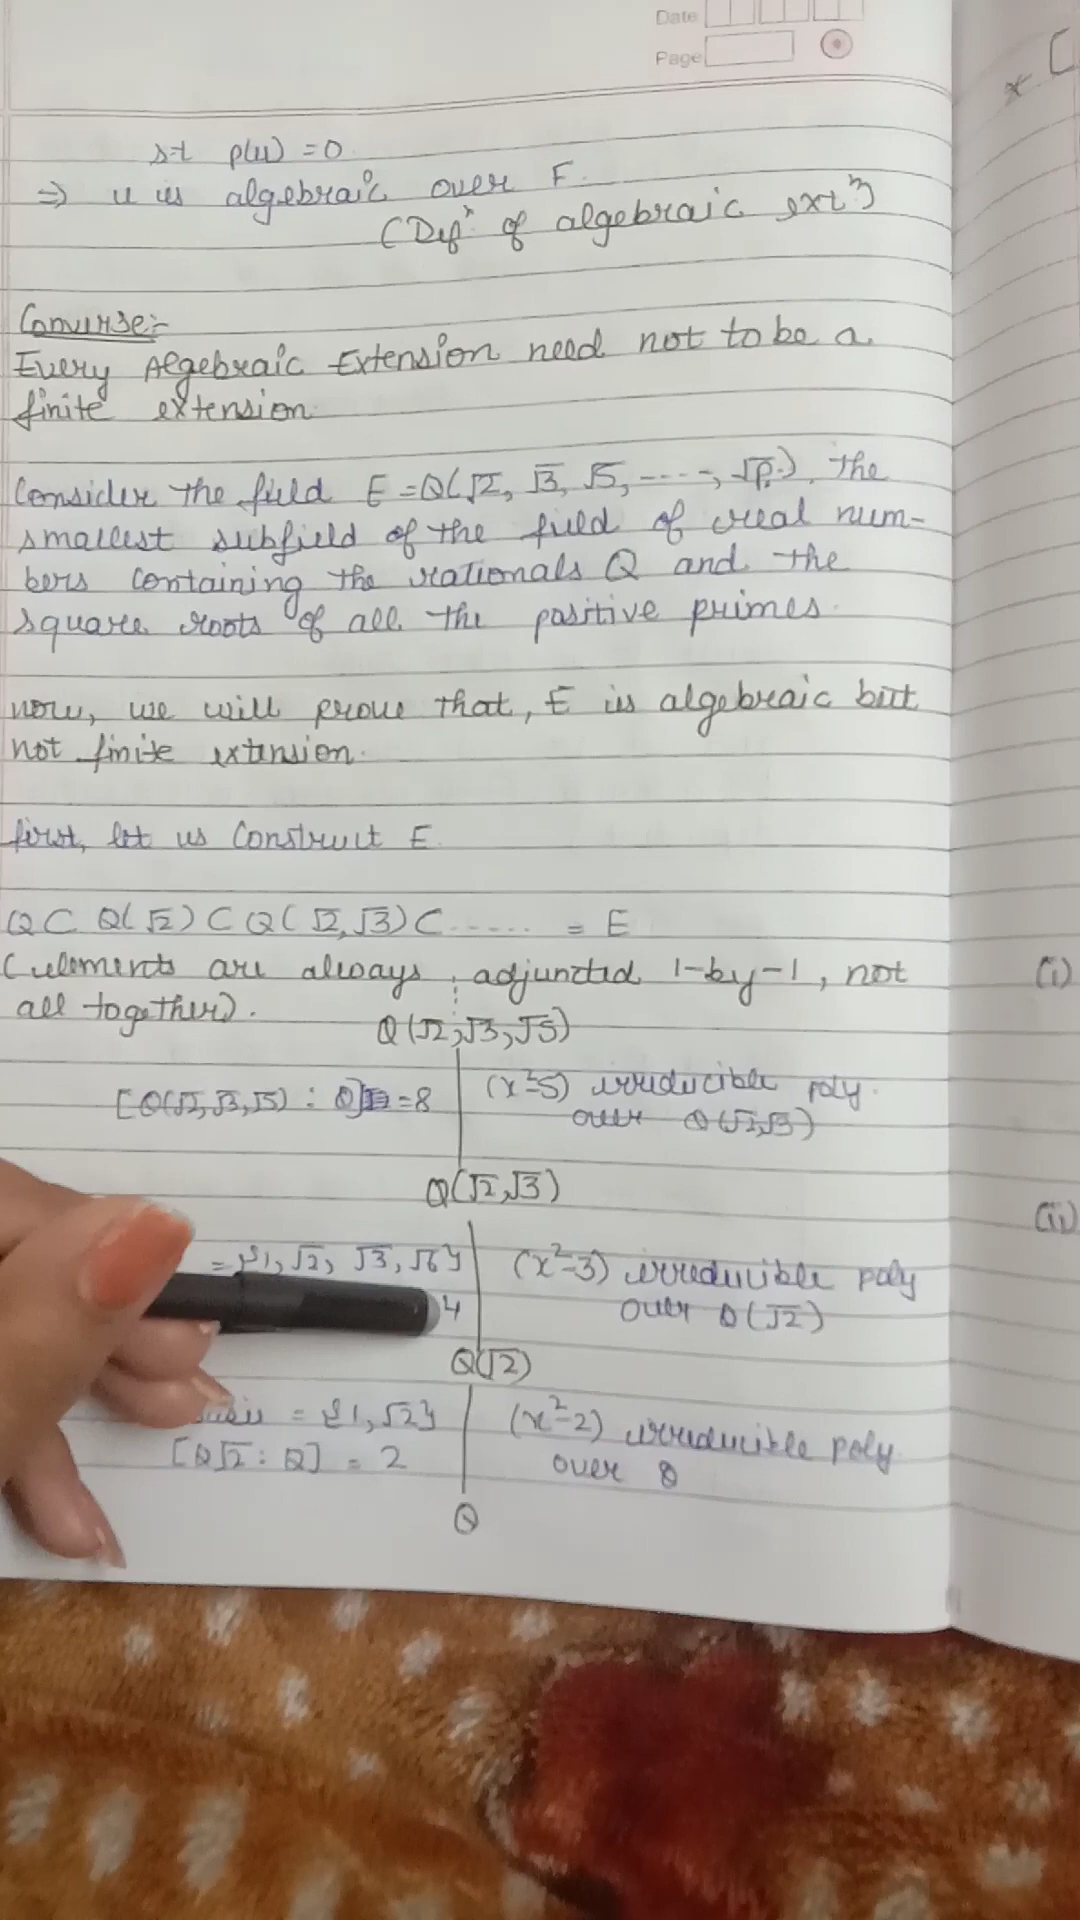 Date
Page
s.t p(u) = 0
⇒ u is algebraic over F.
(Defⁿ of algebraic extⁿ)
Converse:-
Every Algebraic Extension need not to be a
finite extension.
Consider the field E = Q(√2, √3, √5, -----, √p..). The
smallest subfield of the field of real num-
bers containing the rationals Q and the
square roots of all the positive primes.
now, we will prove that, E is algebraic but
not finite extension.
first, let us construct E.
Q ⊂ Q(√2) ⊂ Q(√2, √3) ⊂ ...... = E
(elements are always adjuncted 1-by-1, not
all together).
Q(√2, √3, √5)
[Q(√2, √3, √5) : Q] = 8
(x²-5) irreducible poly.
over Q(√2, √3)
Q(√2, √3)
= {1, √2, √3, √6}
4
(x²-3) irreducible poly
over Q(√2)
Q(√2)
= {1, √2}
[Q√2 : Q] = 2
(x²-2) irreducible poly.
over Q
Q
(i)
(ii)